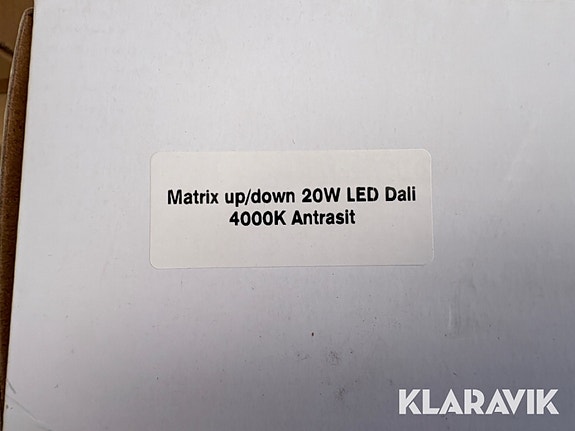 Matrix up/down 20W LED Dali
4000K Antrasit
KLARAVIK